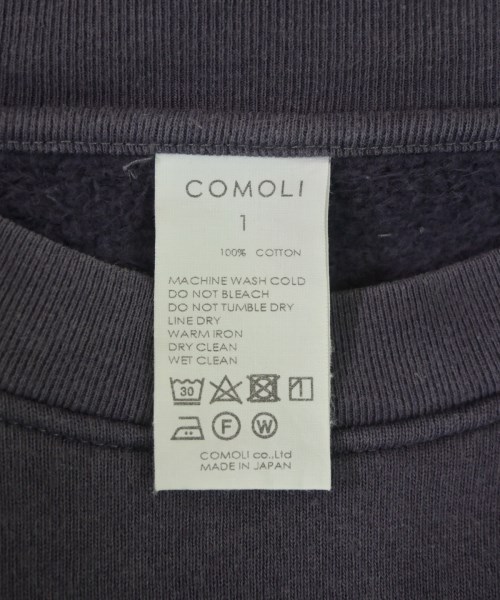 COMOLI
1
100% COTTON
MACHINE WASH COLD
DO NOT BLEACH
DO NOT TUMBLE DRY
LINE DRY
WARM IRON
DRY CLEAN
WET CLEAN
30
F W
COMOLI co.,Ltd
MADE IN JAPAN